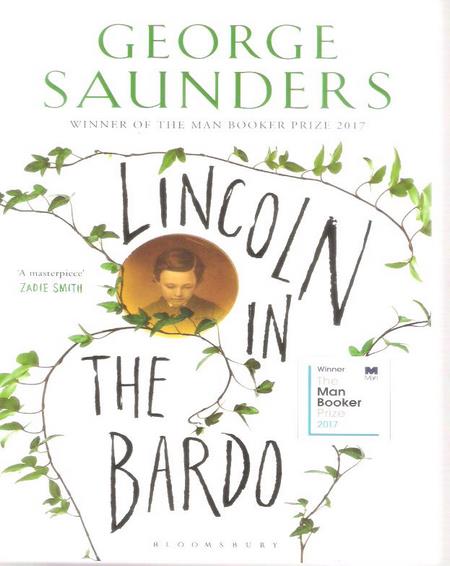 GEORGE
SAUNDERS
WINNER OF THE MAN BOOKER PRIZE 2017
LINCOLN
IN
THE
BARDO
'A masterpiece'
ZADIE SMITH
Winner
The
Man
Booker
Prize
2017
M
Man
BLOOMSBURY